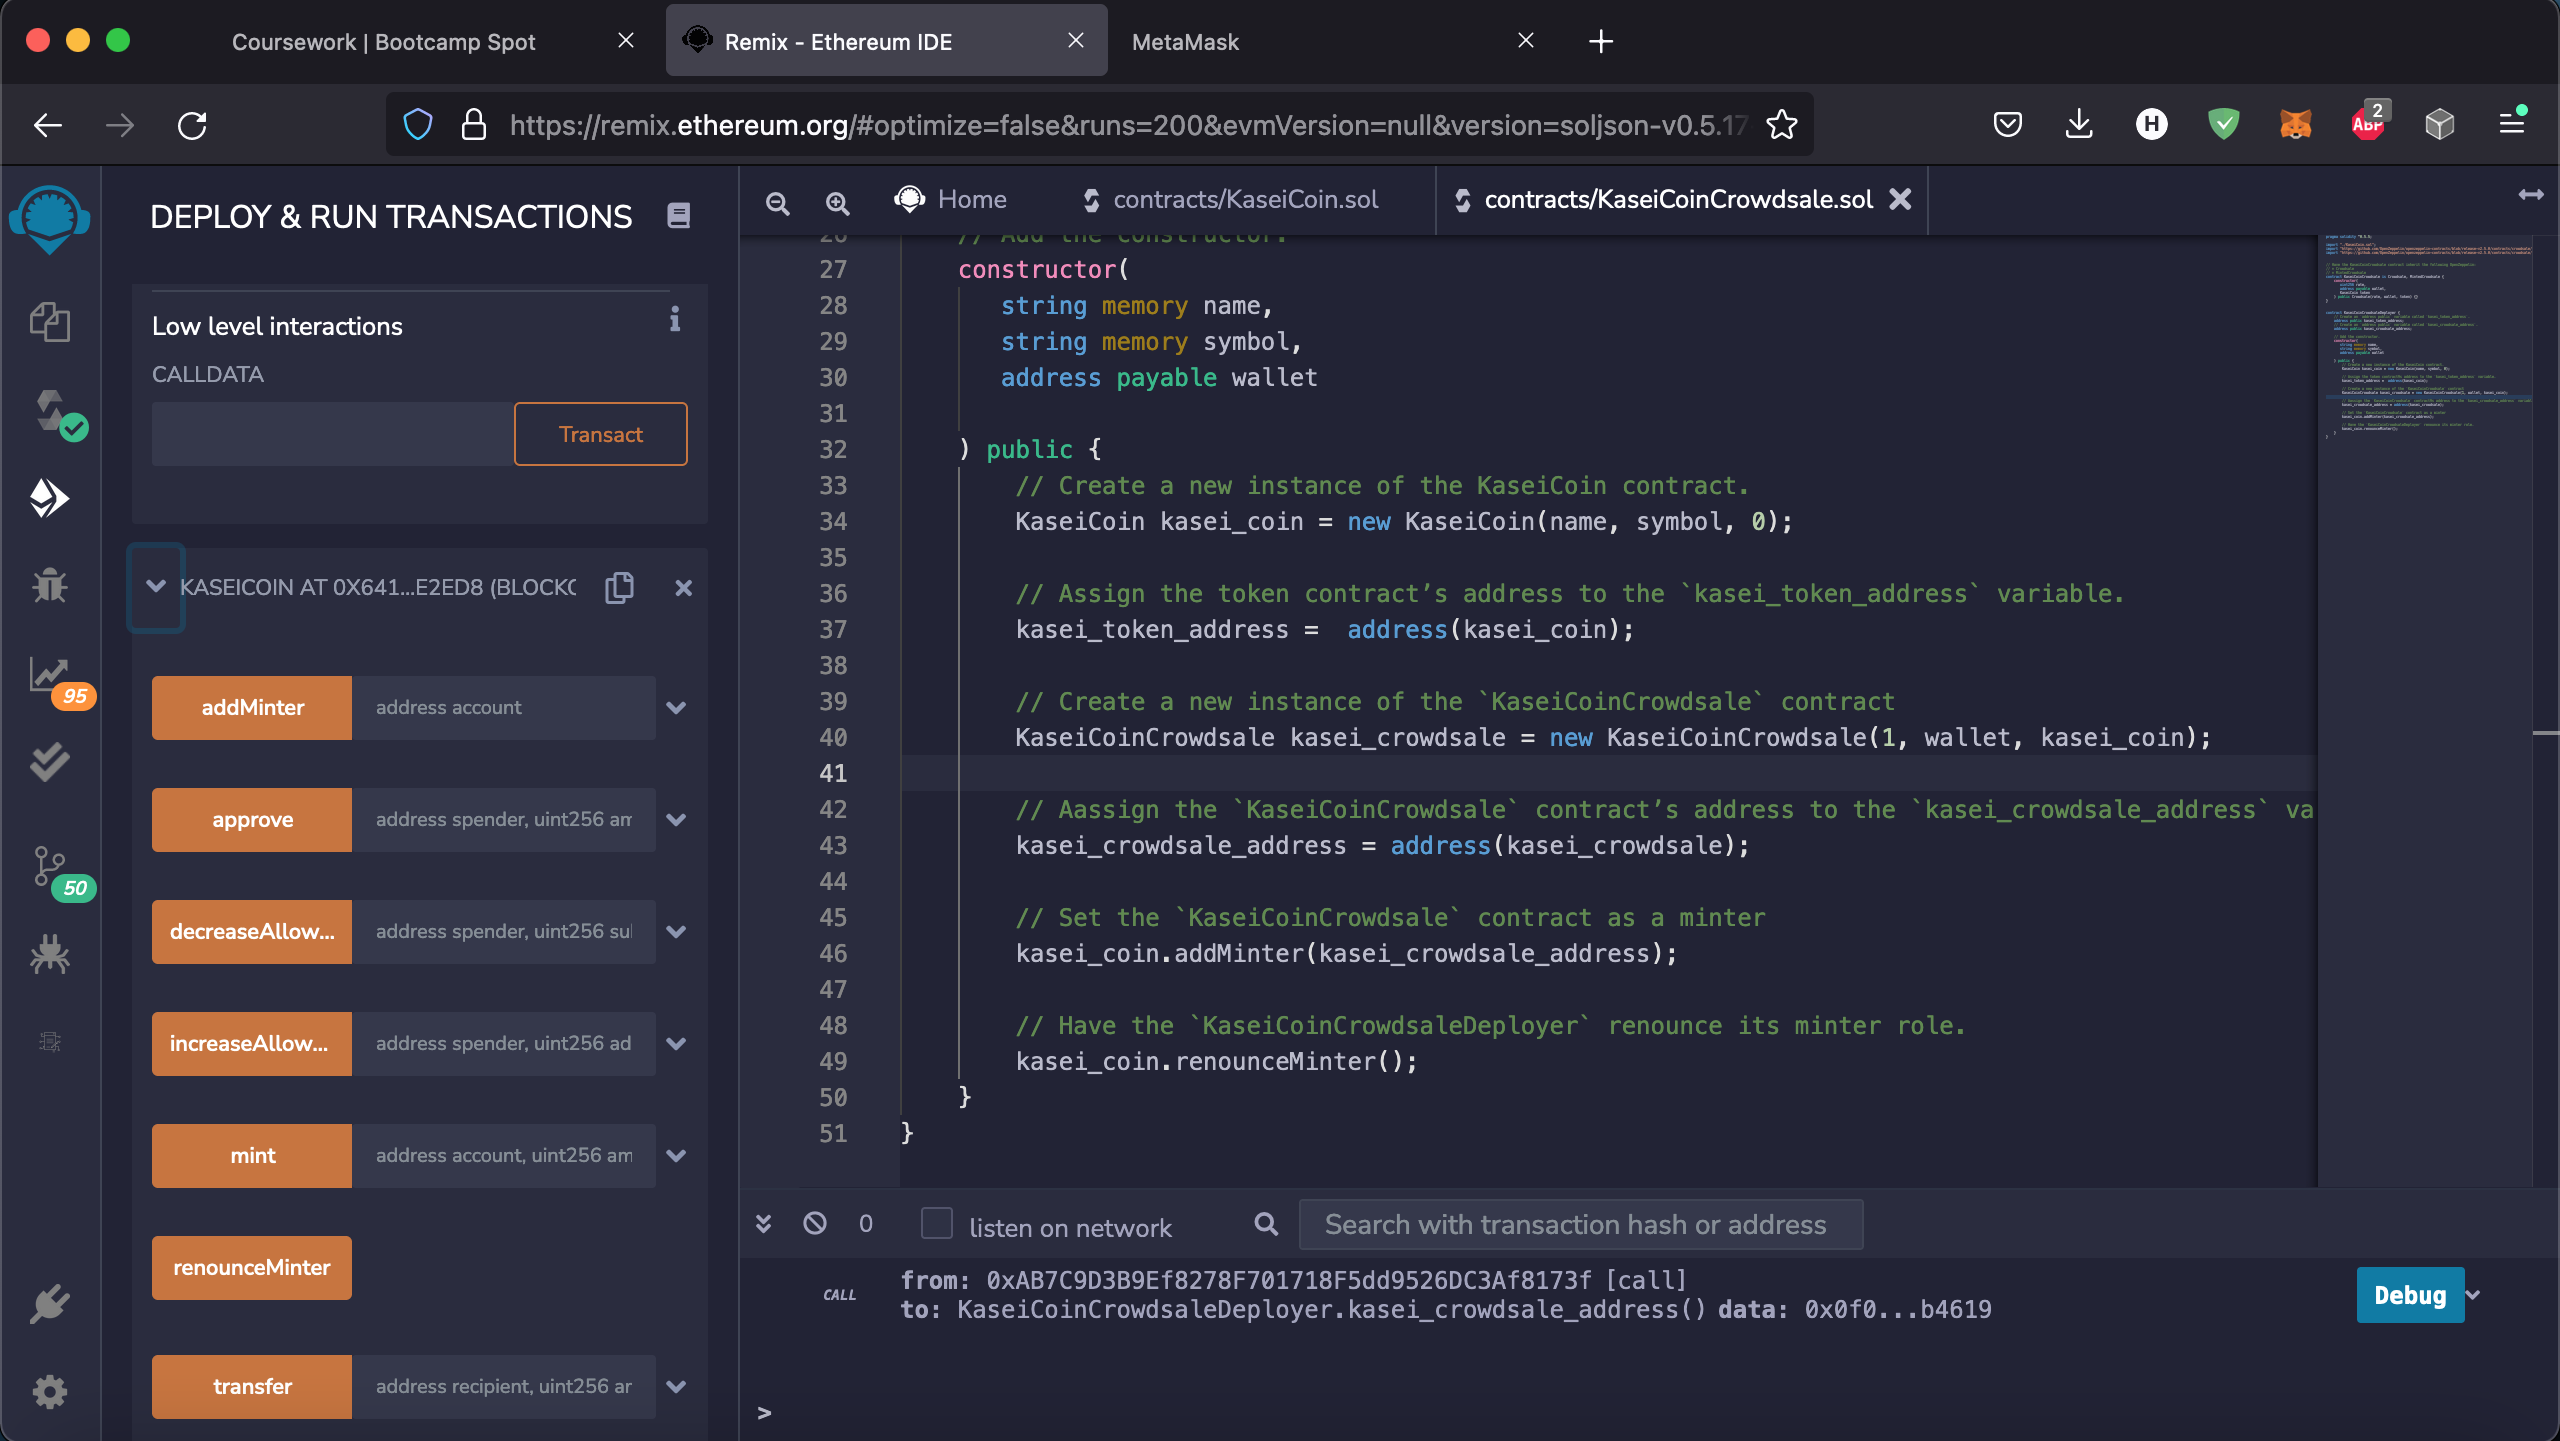 Coursework | Bootcamp Spot
Remix - Ethereum IDE
MetaMask
https://remix.ethereum.org/#optimize=false&runs=200&evmVersion=null&version=soljson-v0.5.17
H
ABP
2
DEPLOY & RUN TRANSACTIONS
Low level interactions
CALLDATA
Transact
KASEICOIN AT 0X641...E2ED8 (BLOCKC
addMinter address account
approve address spender, uint256 am
decreaseAllow... address spender, uint256 sul
increaseAllow... address spender, uint256 ad
mint address account, uint256 am
renounceMinter
transfer address recipient, uint256 ar
95
50
Home
contracts/KaseiCoin.sol
contracts/KaseiCoinCrowdsale.sol
26 // Add the constructor.
27 constructor(
28 string memory name,
29 string memory symbol,
30 address payable wallet
31
32 ) public {
33 // Create a new instance of the KaseiCoin contract.
34 KaseiCoin kasei_coin = new KaseiCoin(name, symbol, 0);
35
36 // Assign the token contract’s address to the `kasei_token_address` variable.
37 kasei_token_address =  address(kasei_coin);
38
39 // Create a new instance of the `KaseiCoinCrowdsale` contract
40 KaseiCoinCrowdsale kasei_crowdsale = new KaseiCoinCrowdsale(1, wallet, kasei_coin);
41
42 // Aassign the `KaseiCoinCrowdsale` contract’s address to the `kasei_crowdsale_address` va
43 kasei_crowdsale_address = address(kasei_crowdsale);
44
45 // Set the `KaseiCoinCrowdsale` contract as a minter
46 kasei_coin.addMinter(kasei_crowdsale_address);
47
48 // Have the `KaseiCoinCrowdsaleDeployer` renounce its minter role.
49 kasei_coin.renounceMinter();
50 }
51 }
0
listen on network
Search with transaction hash or address
CALL
from: 0xAB7C9D3B9Ef8278F701718F5dd9526DC3Af8173f [call]
to: KaseiCoinCrowdsaleDeployer.kasei_crowdsale_address() data: 0x0f0...b4619
Debug
>